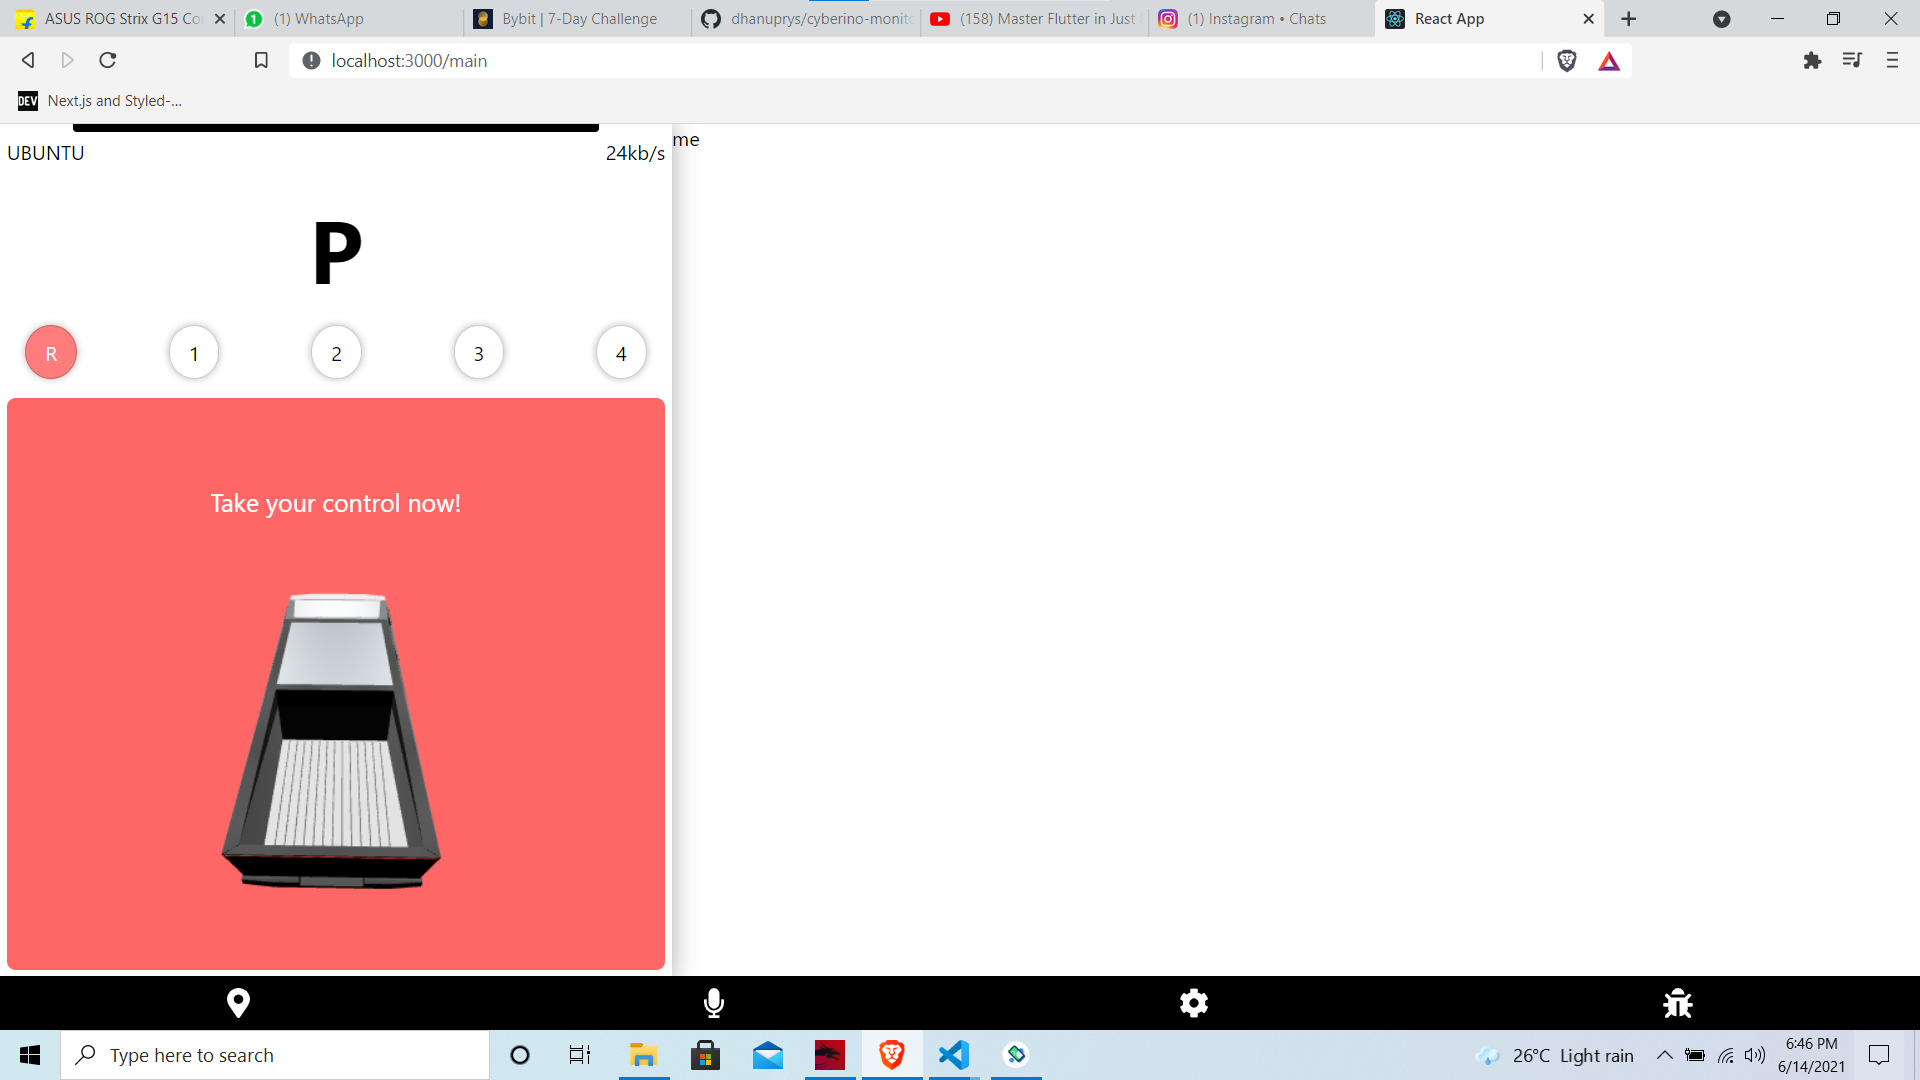 ASUS ROG Strix G15 Co
(1) WhatsApp
Bybit | 7-Day Challenge
dhanuprys/cyberino-monito
(158) Master Flutter in Just
(1) Instagram • Chats
React App
localhost:3000/main
DEV
Next.js and Styled-...
me
UBUNTU
24kb/s
P
R
1
2
3
4
Take your control now!
Type here to search
26°C Light rain
6:46 PM
6/14/2021